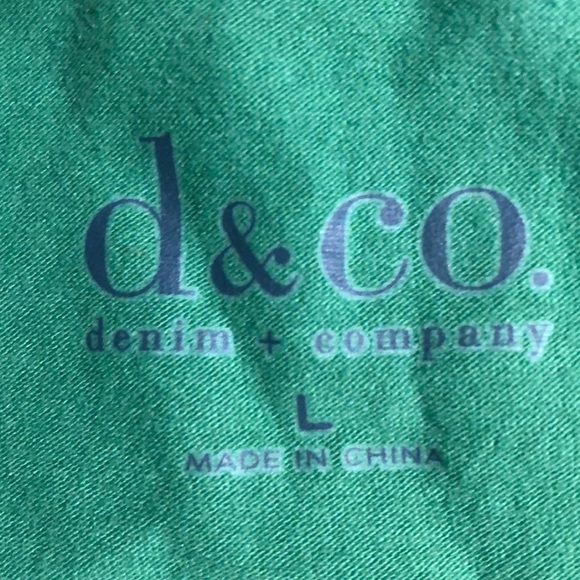 d&co.
denim + company
L
MADE IN CHINA